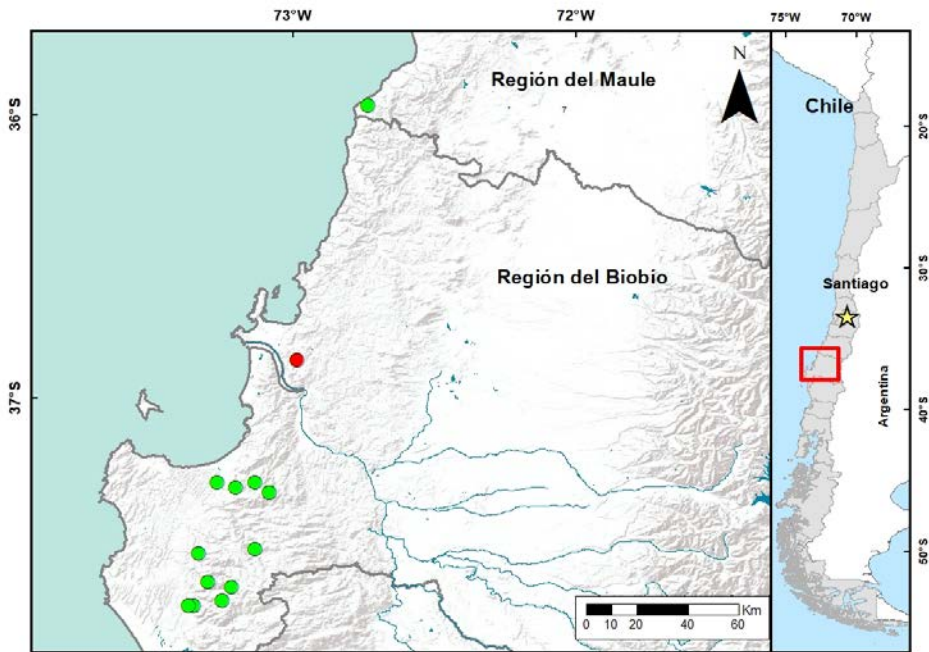 73°W
72°W
75°W
70°W
N
Región del Maule
Chile
36°S
7
20°S
Región del Biobio
30°S
Santiago
37°S
40°S
Argentina
50°S
Km
0 10 20 40 60